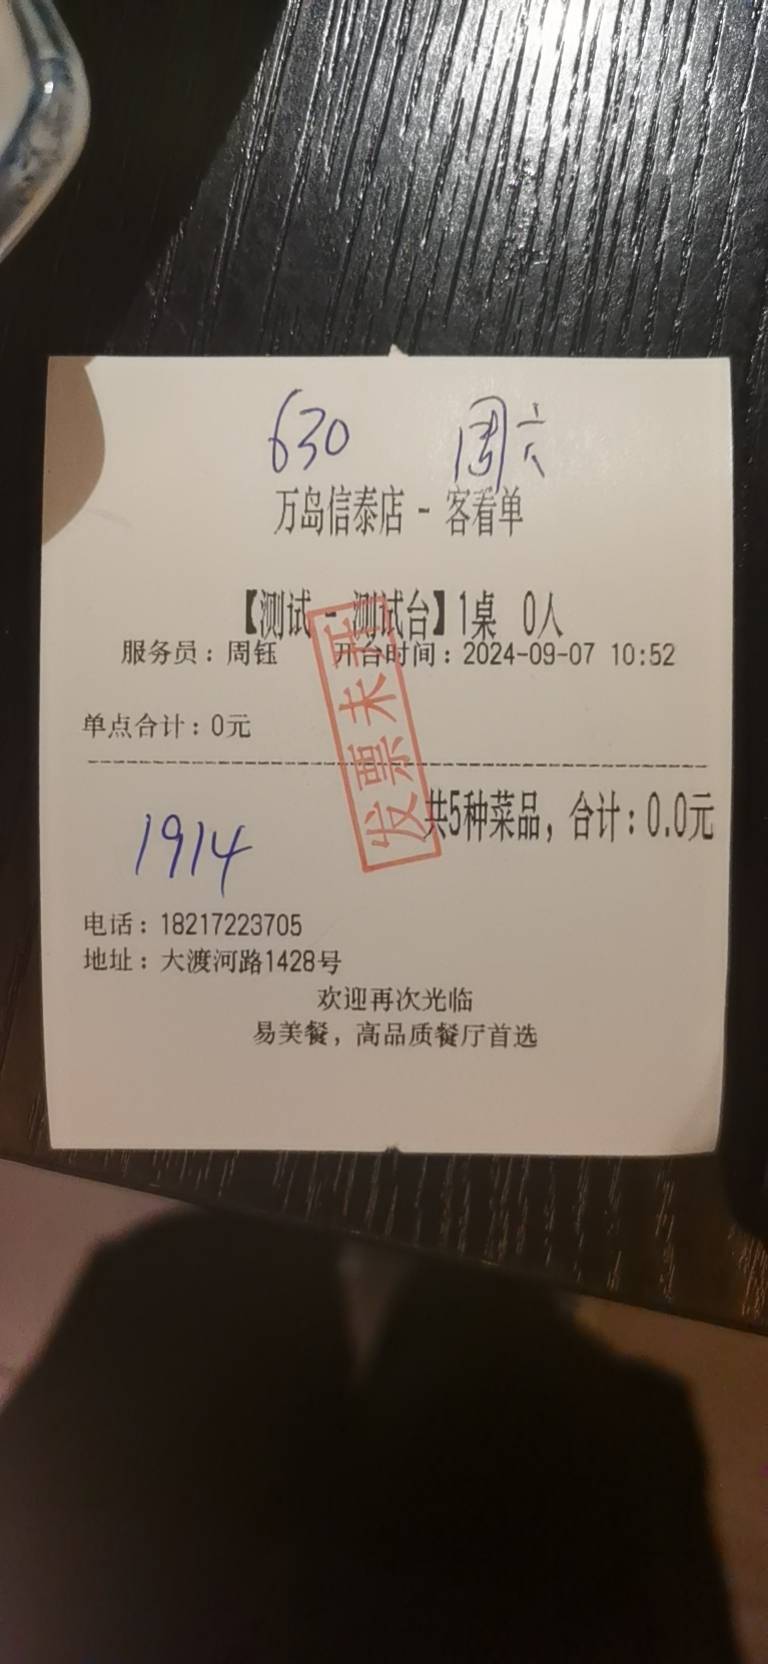 630 周六
万岛信泰店 - 客看单
【测试 - 测试台】1桌 0人
服务员：周钰 开台时间：2024-09-07 10:52
单点合计：0元
发票未开
共5种菜品，合计：0.0元
1914
电话：18217223705
地址：大渡河路1428号
欢迎再次光临
易美餐，高品质餐厅首选